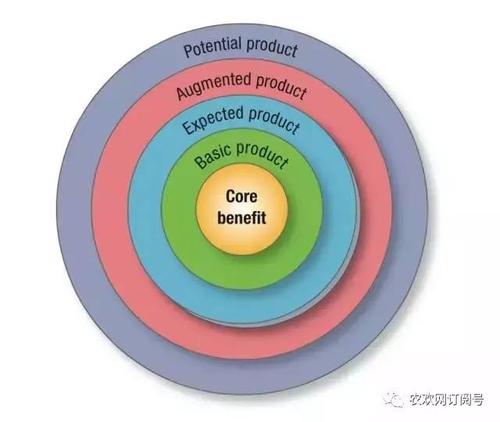 Potential product
Augmented product
Expected product
Basic product
Core
benefit
农欢网订阅号